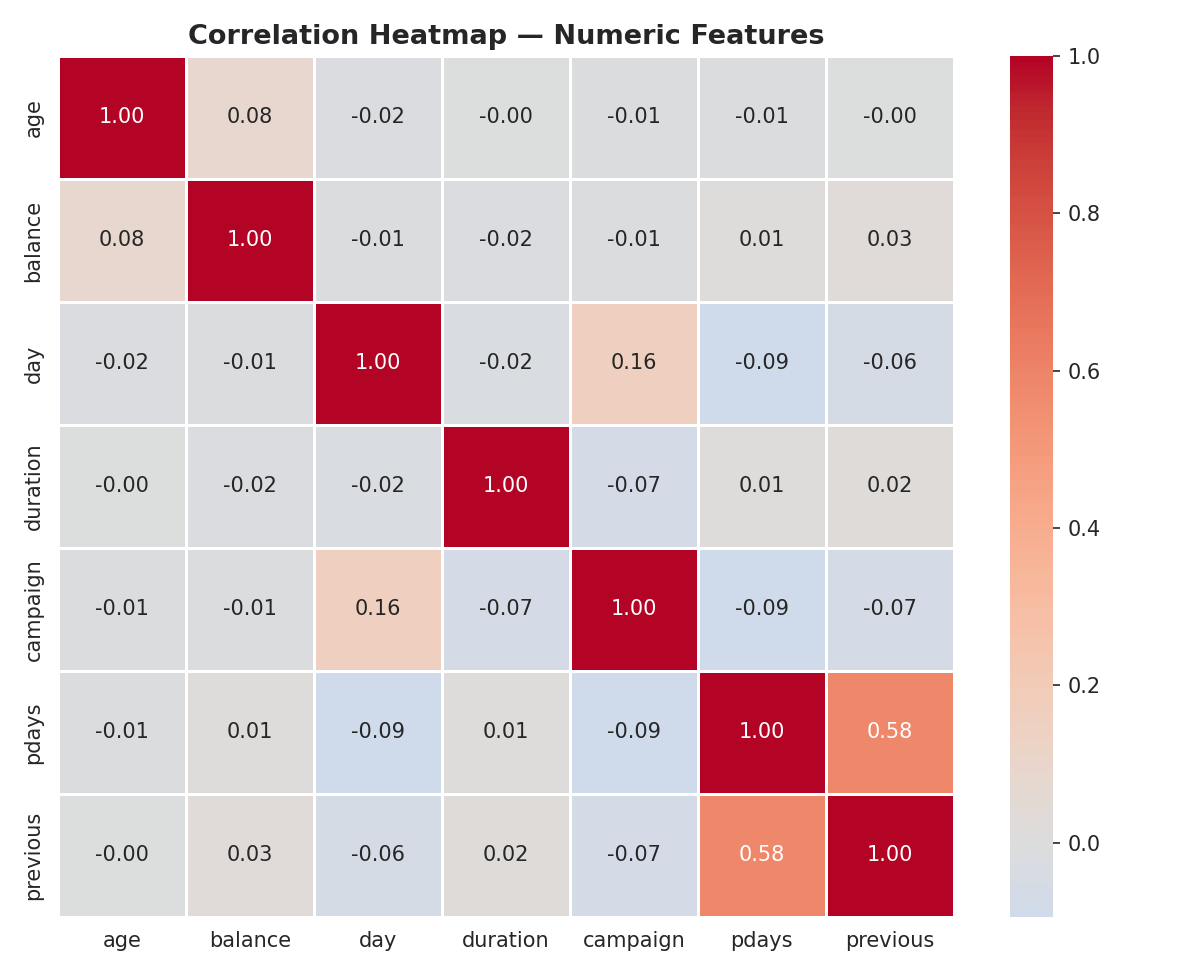 Correlation Heatmap — Numeric Features
age 1.00 0.08 -0.02 -0.00 -0.01 -0.01 -0.00
balance 0.08 1.00 -0.01 -0.02 -0.01 0.01 0.03
day -0.02 -0.01 1.00 -0.02 0.16 -0.09 -0.06
duration -0.00 -0.02 -0.02 1.00 -0.07 0.01 0.02
campaign -0.01 -0.01 0.16 -0.07 1.00 -0.09 -0.07
pdays -0.01 0.01 -0.09 0.01 -0.09 1.00 0.58
previous -0.00 0.03 -0.06 0.02 -0.07 0.58 1.00
age balance day duration campaign pdays previous
1.0
0.8
0.6
0.4
0.2
0.0